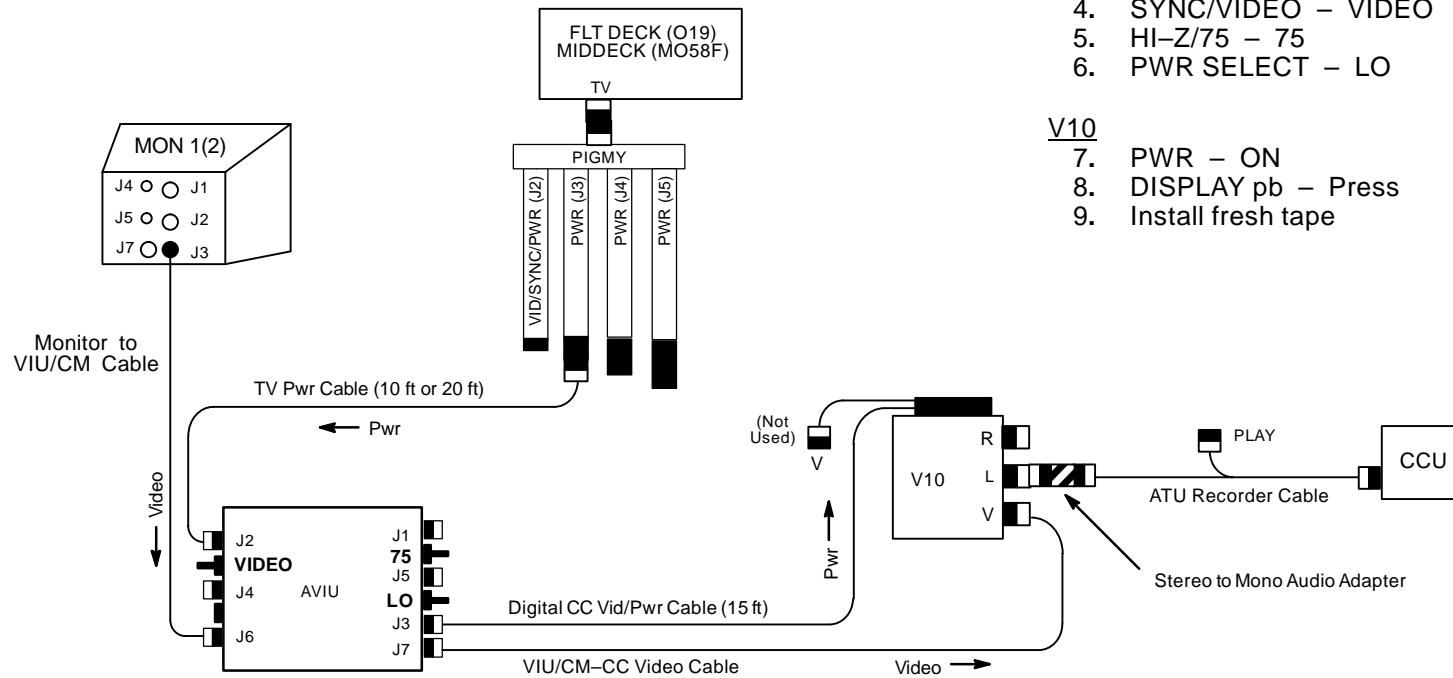 4. SYNC/VIDEO – VIDEO
5. HI–Z/75 – 75
6. PWR SELECT – LO
V10
7. PWR – ON
8. DISPLAY pb – Press
9. Install fresh tape
FLT DECK (O19)
MIDDECK (MO58F)
TV
PIGMY
VID/SYNC/PWR (J2)
PWR (J3)
PWR (J4)
PWR (J5)
MON 1(2)
J4 J1
J5 J2
J7 J3
Monitor to
VIU/CM Cable
Video
TV Pwr Cable (10 ft or 20 ft)
Pwr
J2
VIDEO
J4
J6
AVIU
J1
75
J5
LO
J3
J7
Digital CC Vid/Pwr Cable (15 ft)
VIU/CM–CC Video Cable
Video
(Not
Used)
V
Pwr
V10
R
L
V
PLAY
ATU Recorder Cable
CCU
Stereo to Mono Audio Adapter